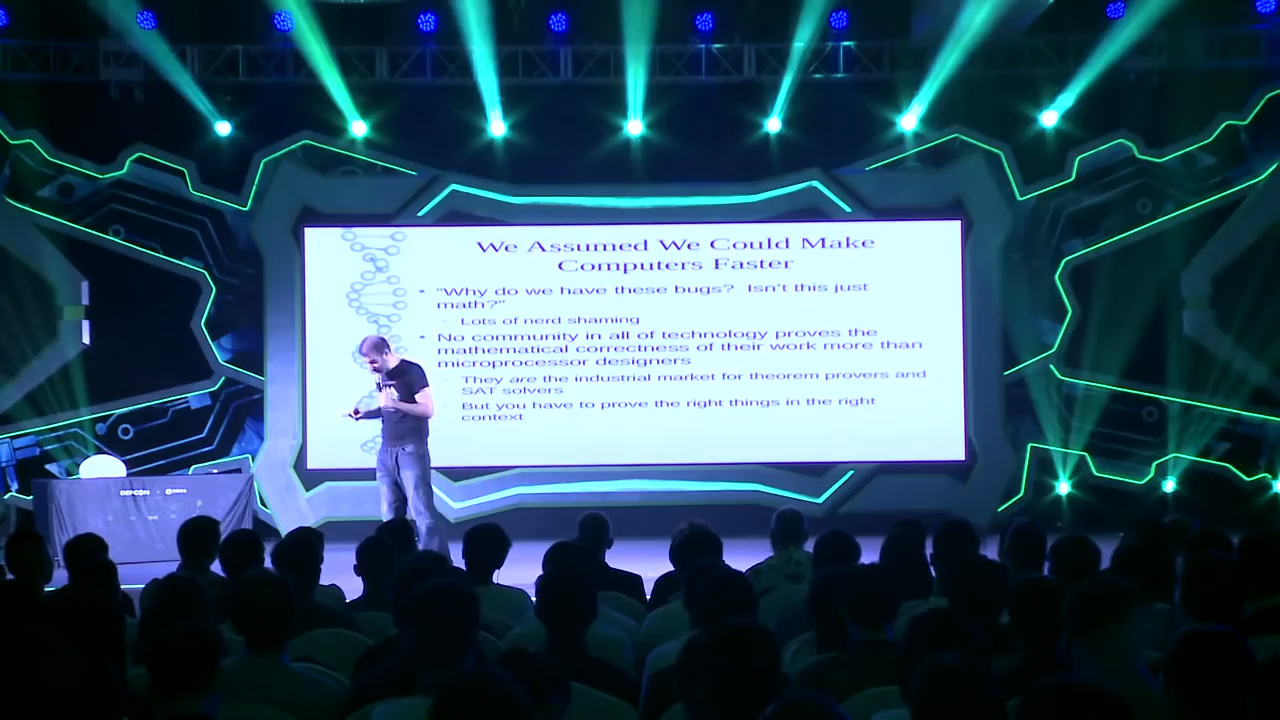 We Assumed We Could Make
Computers Faster
• "Why do we have these bugs? Isn't this just
math?"
Lots of nerd shaming
• No community in all of technology proves the
mathematical correctness of their work more than
microprocessor designers
They are the industrial market for theorem provers and
SAT solvers
But you have to prove the right things in the right
context
DEFCON